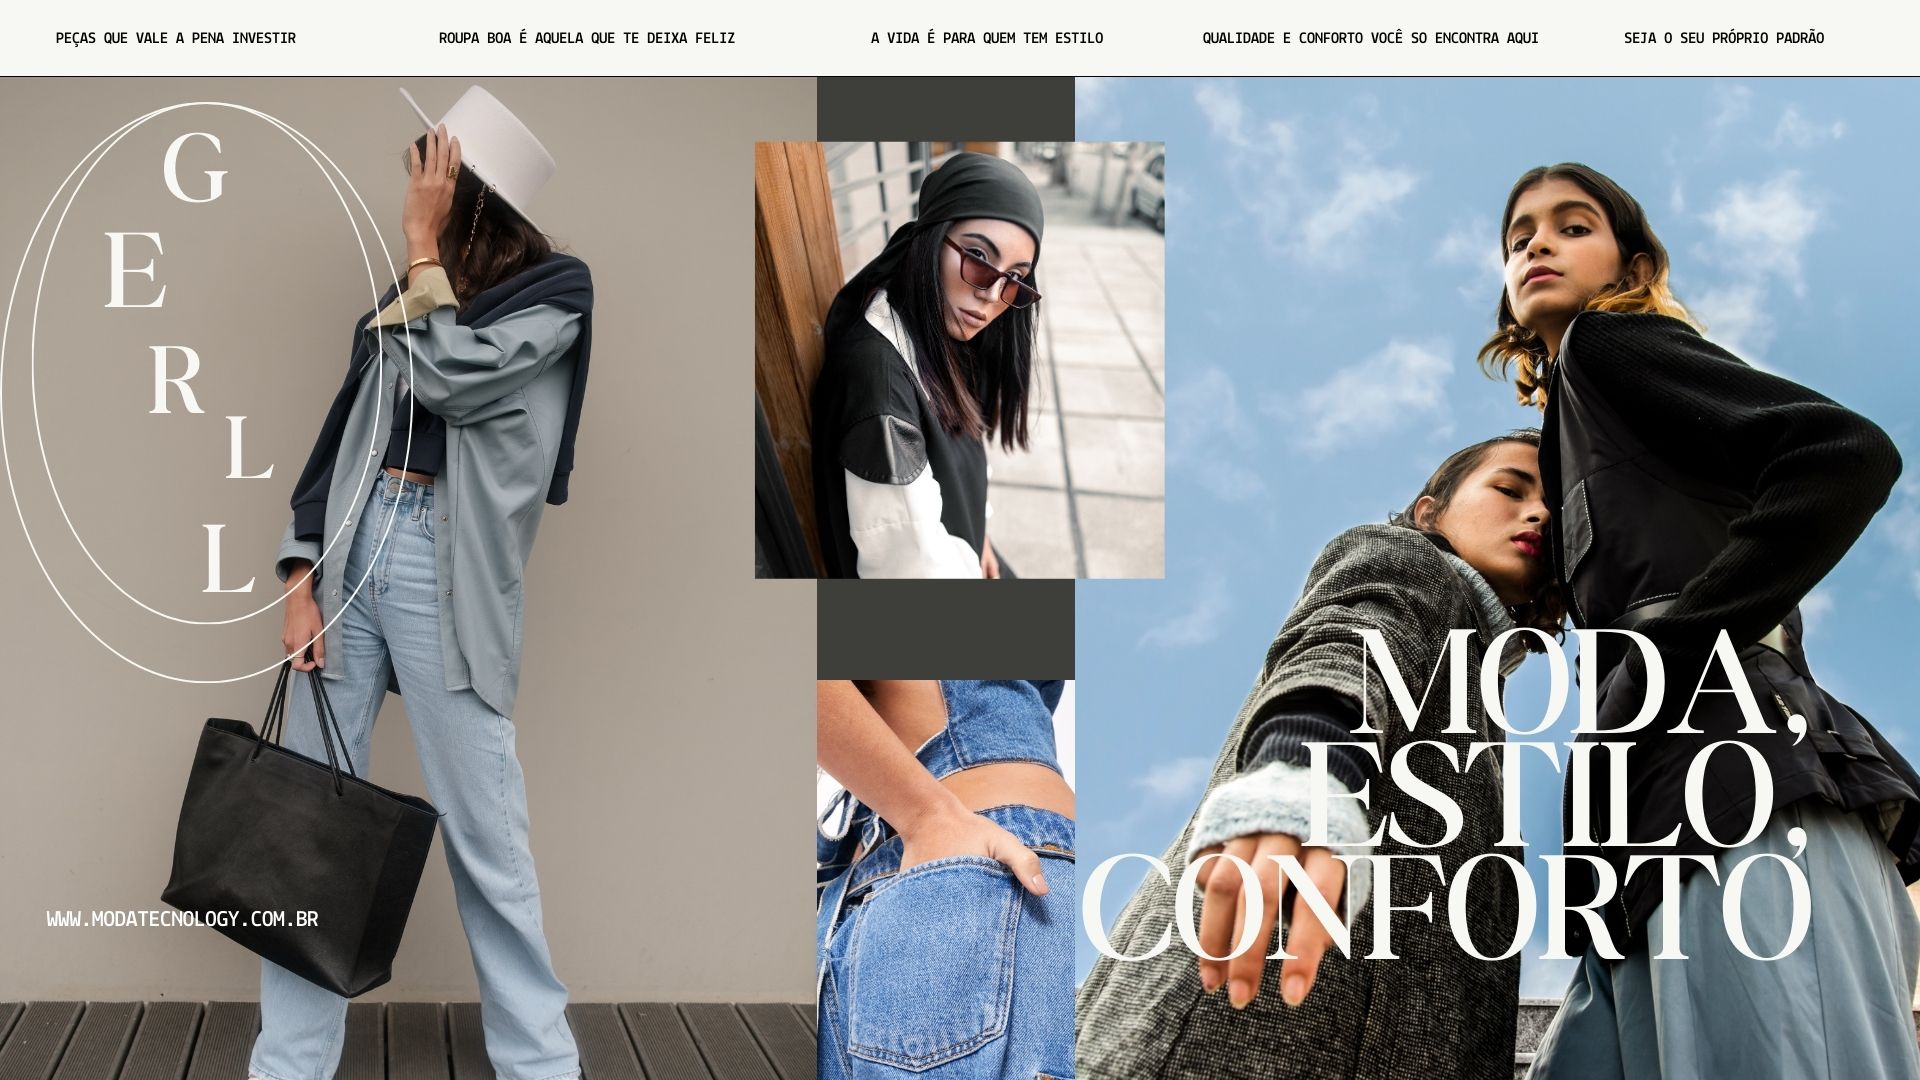 PEÇAS QUE VALE A PENA INVESTIR
ROUPA BOA É AQUELA QUE TE DEIXA FELIZ
A VIDA É PARA QUEM TEM ESTILO
QUALIDADE E CONFORTO VOCÊ SO ENCONTRA AQUI
SEJA O SEU PRÓPRIO PADRÃO
G
E
R
L
L
WWW.MODATECNOLOGY.COM.BR
MODA,
ESTILO,
CONFORTO